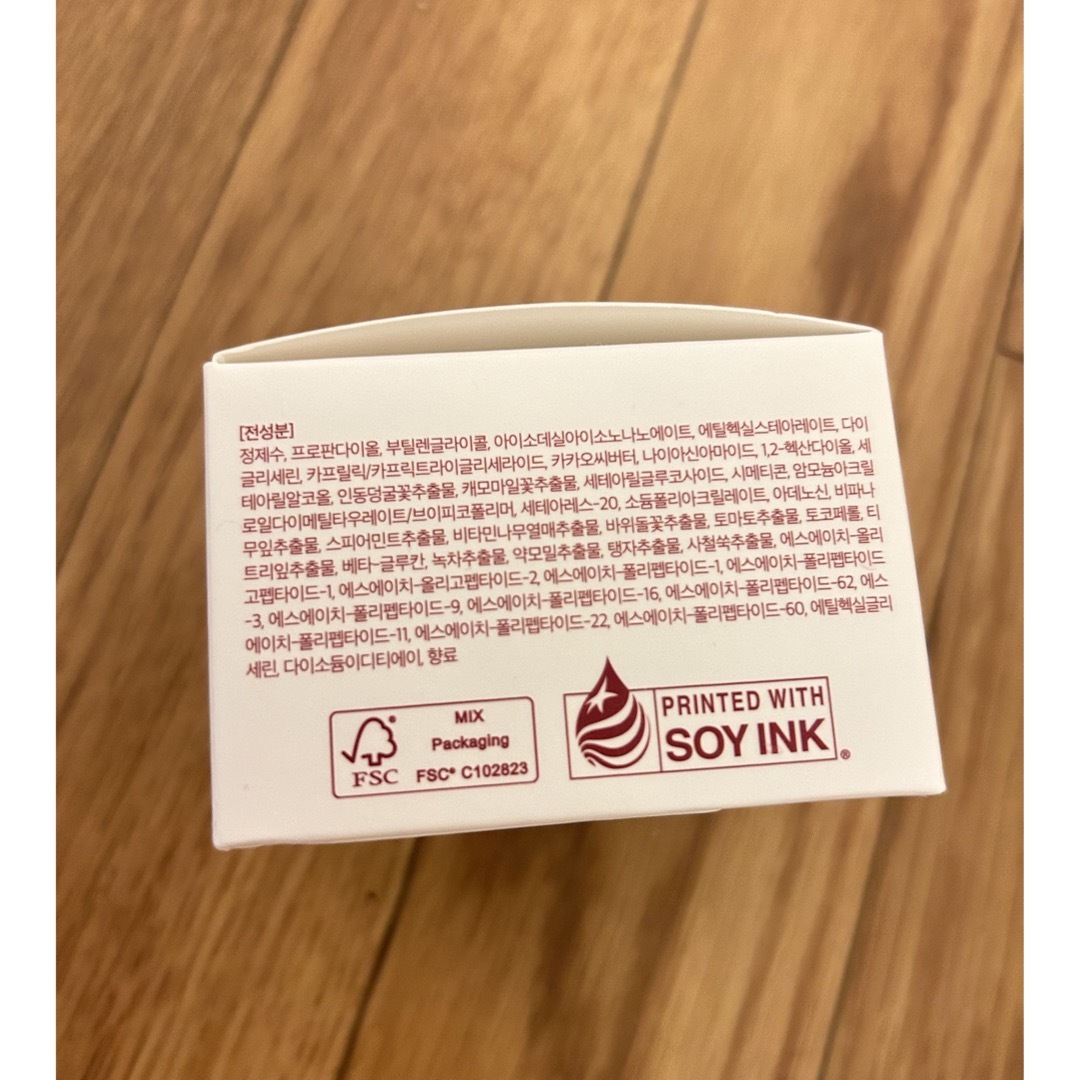 [전성분]
정제수, 프로판다이올, 부틸렌글라이콜, 아이소데실아이소노나노에이트, 에틸헥실스테아레이트, 다이
글리세린, 카프릴릭/카프릭트라이글리세라이드, 카카오씨버터, 나이아신아마이드, 1,2-헥산다이올, 세
테아릴알코올, 인동덩굴꽃추출물, 캐모마일꽃추출물, 세테아릴글루코사이드, 시메티콘, 암모늄아크릴
로일다이메틸타우레이트/브이피코폴리머, 세테아레스-20, 소듐폴리아크릴레이트, 아데노신, 비파나
무잎추출물, 스피어민트추출물, 비타민나무열매추출물, 바위돌꽃추출물, 토마토추출물, 토코페롤, 티
트리잎추출물, 베타-글루칸, 녹차추출물, 약모밀추출물, 탱자추출물, 사철쑥추출물, 에스에이치-올리
고펩타이드-1, 에스에이치-올리고펩타이드-2, 에스에이치-폴리펩타이드-1, 에스에이치-폴리펩타이드
-3, 에스에이치-폴리펩타이드-9, 에스에이치-폴리펩타이드-16, 에스에이치-폴리펩타이드-62, 에스
에이치-폴리펩타이드-11, 에스에이치-폴리펩타이드-22, 에스에이치-폴리펩타이드-60, 에틸헥실글리
세린, 다이소듐이디티에이, 향료
FSC
MIX
Packaging
FSC® C102823
PRINTED WITH
SOY INK®